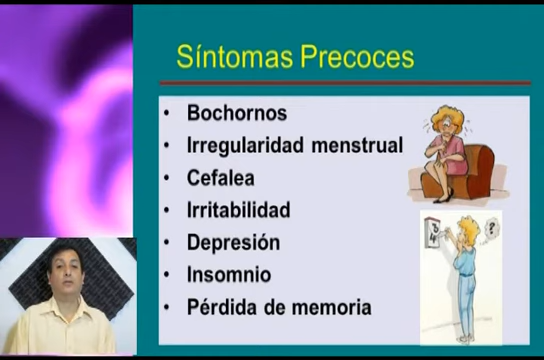 Síntomas Precoces
• Bochornos
• Irregularidad menstrual
• Cefalea
• Irritabilidad
• Depresión
• Insomnio
• Pérdida de memoria
?